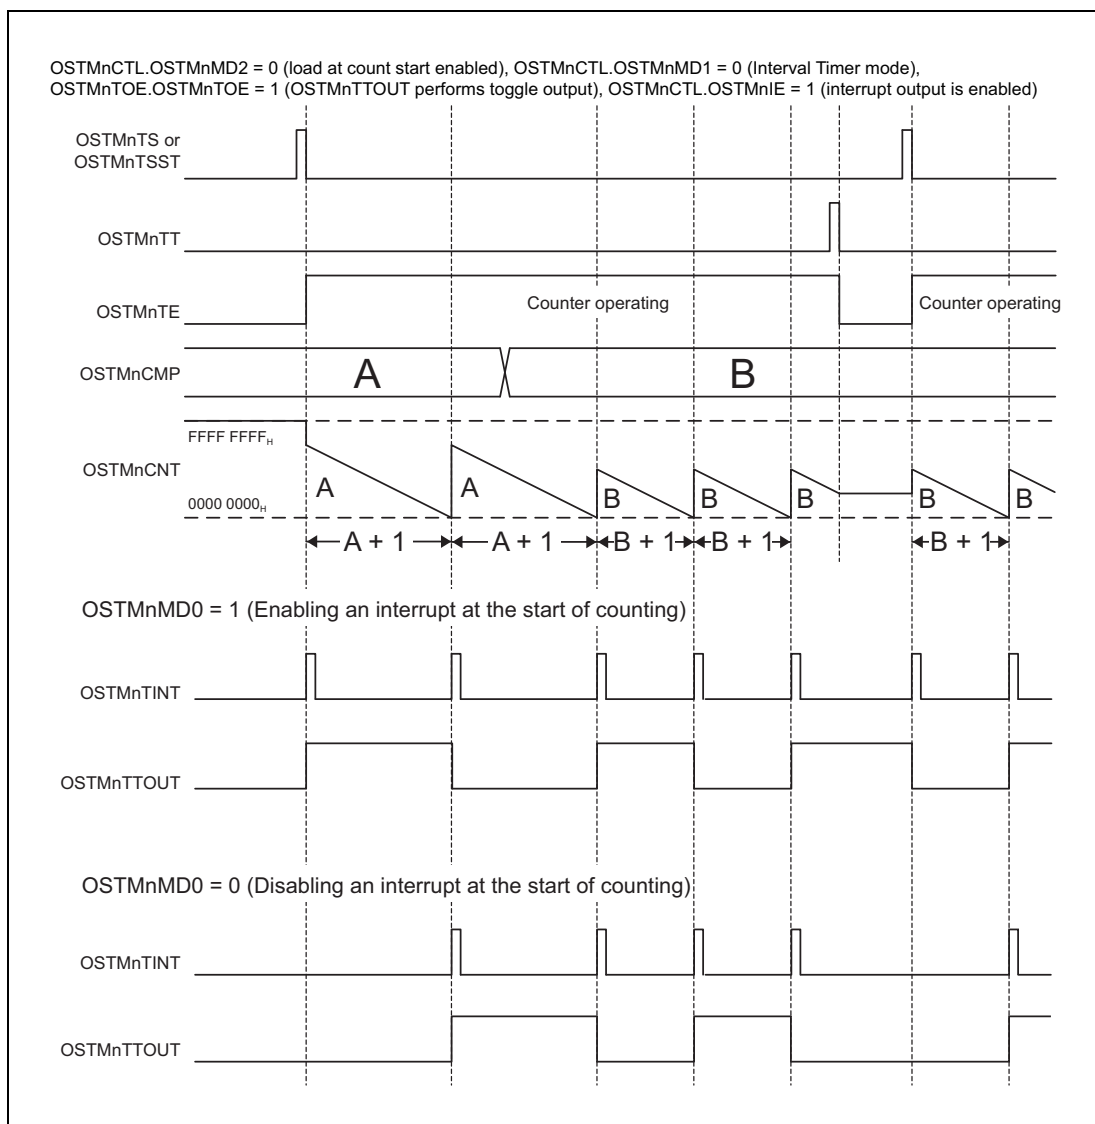 OSTMnCTL.OSTMnMD2 = 0 (load at count start enabled), OSTMnCTL.OSTMnMD1 = 0 (Interval Timer mode),
OSTMnTOE.OSTMnTOE = 1 (OSTMnTTOUT performs toggle output), OSTMnCTL.OSTMnIE = 1 (interrupt output is enabled)
OSTMnTS or
OSTMnTSST
OSTMnTT
OSTMnTE
Counter operating
Counter operating
OSTMnCMP
A
B
FFFF FFFFH
OSTMnCNT
0000 0000H
A
A
B
B
B
B
B
A + 1
A + 1
B + 1
B + 1
B + 1
OSTMnMD0 = 1 (Enabling an interrupt at the start of counting)
OSTMnTINT
OSTMnTTOUT
OSTMnMD0 = 0 (Disabling an interrupt at the start of counting)
OSTMnTINT
OSTMnTTOUT